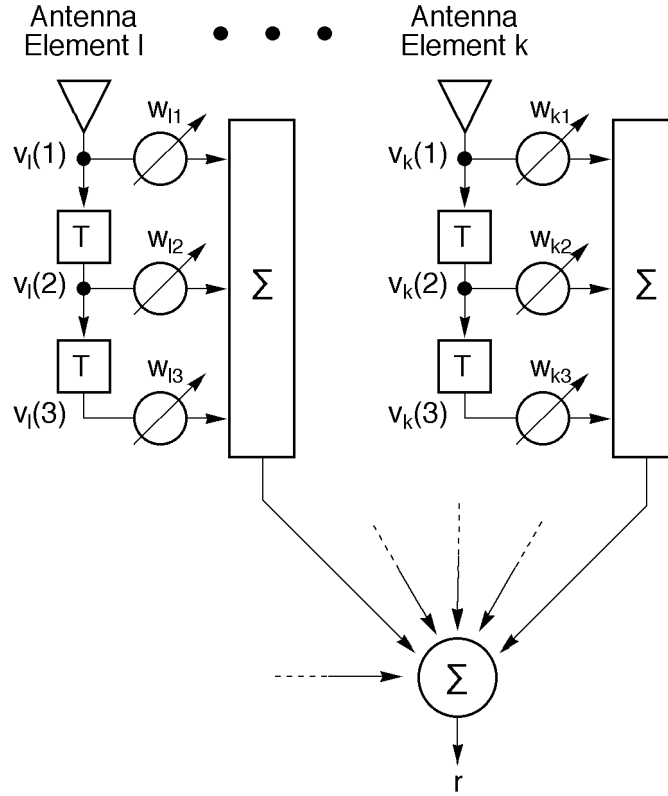 Antenna
Element l
Antenna
Element k
w_l1
w_k1
v_l(1)
v_k(1)
T
T
w_l2
w_k2
v_l(2)
Σ
v_k(2)
Σ
T
T
w_l3
w_k3
v_l(3)
v_k(3)
Σ
r